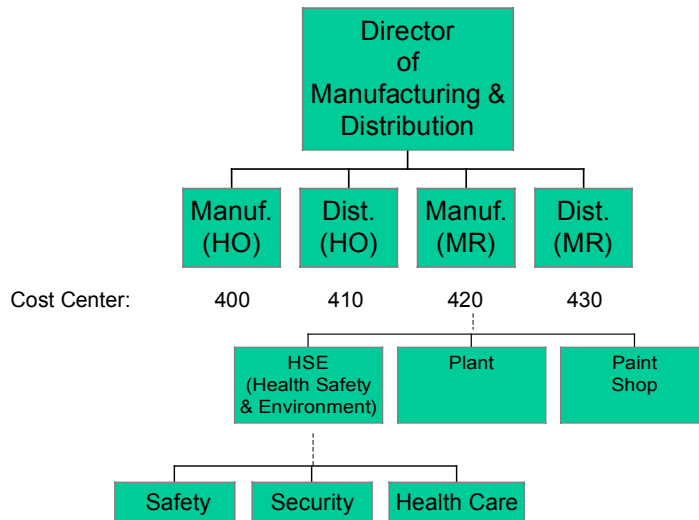 Director
of
Manufacturing &
Distribution
Manuf.
(HO)
Dist.
(HO)
Manuf.
(MR)
Dist.
(MR)
Cost Center:
400
410
420
430
HSE
(Health Safety
& Environment)
Plant
Paint
Shop
Safety
Security
Health Care